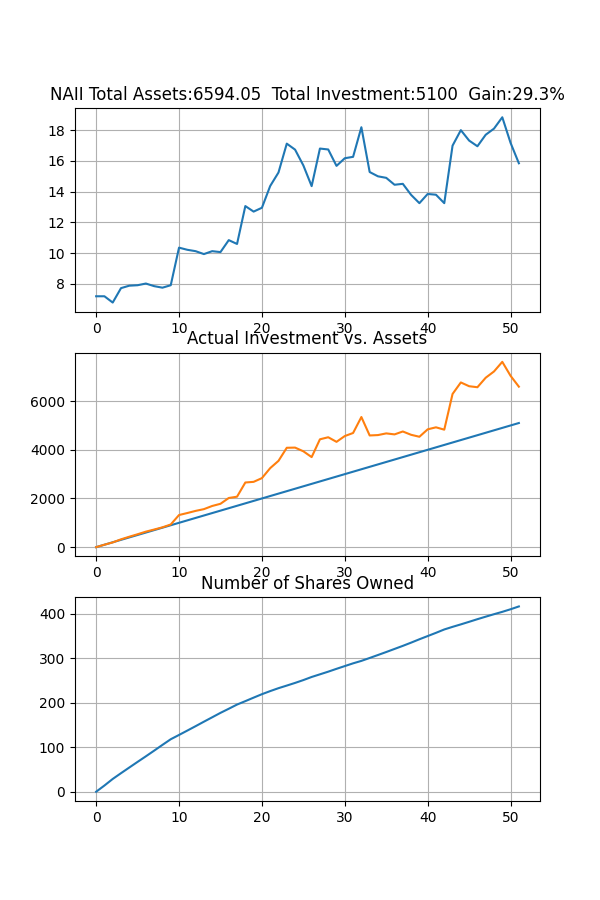 NAII Total Assets:6594.05  Total Investment:5100  Gain:29.3%
18
16
14
12
10
8
0 10 20 30 40 50
Actual Investment vs. Assets
6000
4000
2000
0
0 10 20 30 40 50
Number of Shares Owned
400
300
200
100
0
0 10 20 30 40 50